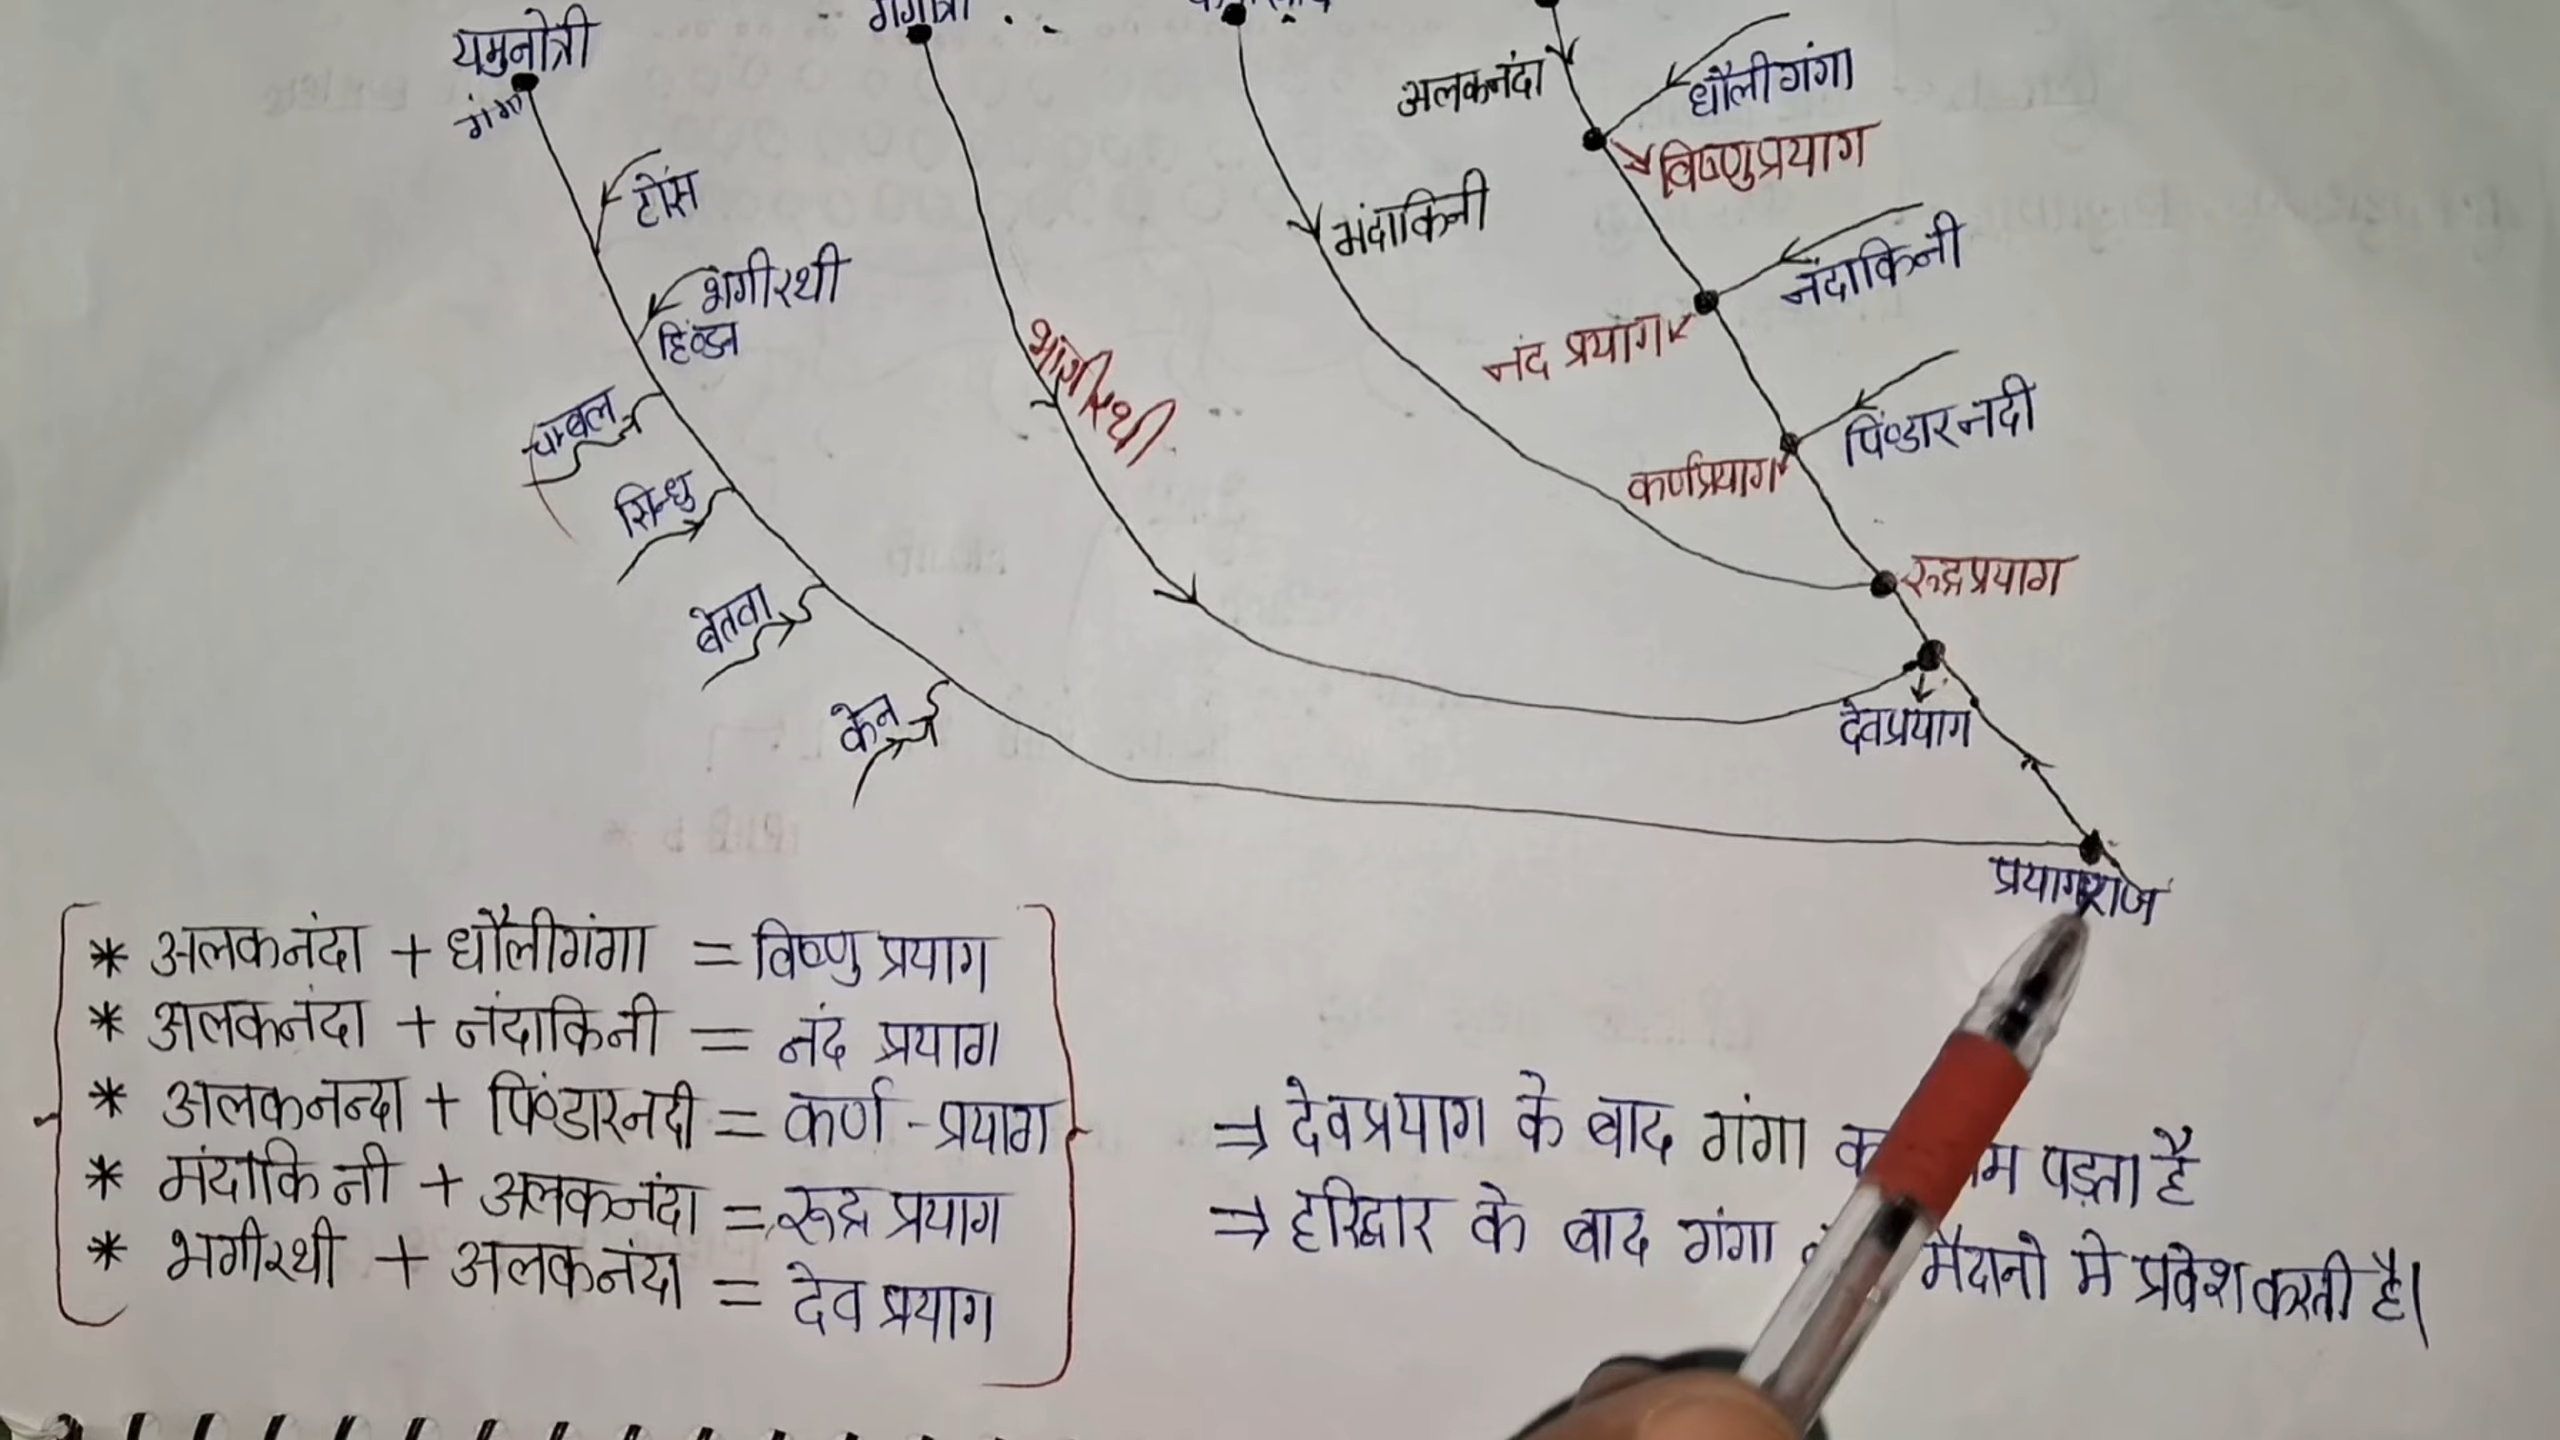 यमुनोत्री
गंगा
टोंस
भगीरथी
हिण्डन
चम्बल
सिन्धु
बेतवा
केन
भागीरथी
मंदाकिनी
अलकनंदा
धौलीगंगा
विष्णुप्रयाग
नंदाकिनी
नंद प्रयाग
पिण्डारनदी
कर्णप्रयाग
रूद्रप्रयाग
देवप्रयाग
प्रयागराज
* अलकनंदा + धौलीगंगा = विष्णु प्रयाग
* अलकनंदा + नंदाकिनी = नंद प्रयाग
* अलकनन्दा + पिंण्डारनदी = कर्ण - प्रयाग
* मंदाकिनी + अलकनंदा = रूद्र प्रयाग
* भगीरथी + अलकनंदा = देव प्रयाग
⇒ देवप्रयाग के बाद गंगा पड़ता है
⇒ हरिद्वार के बाद गंगा मैदानो मे प्रवेश करती है।